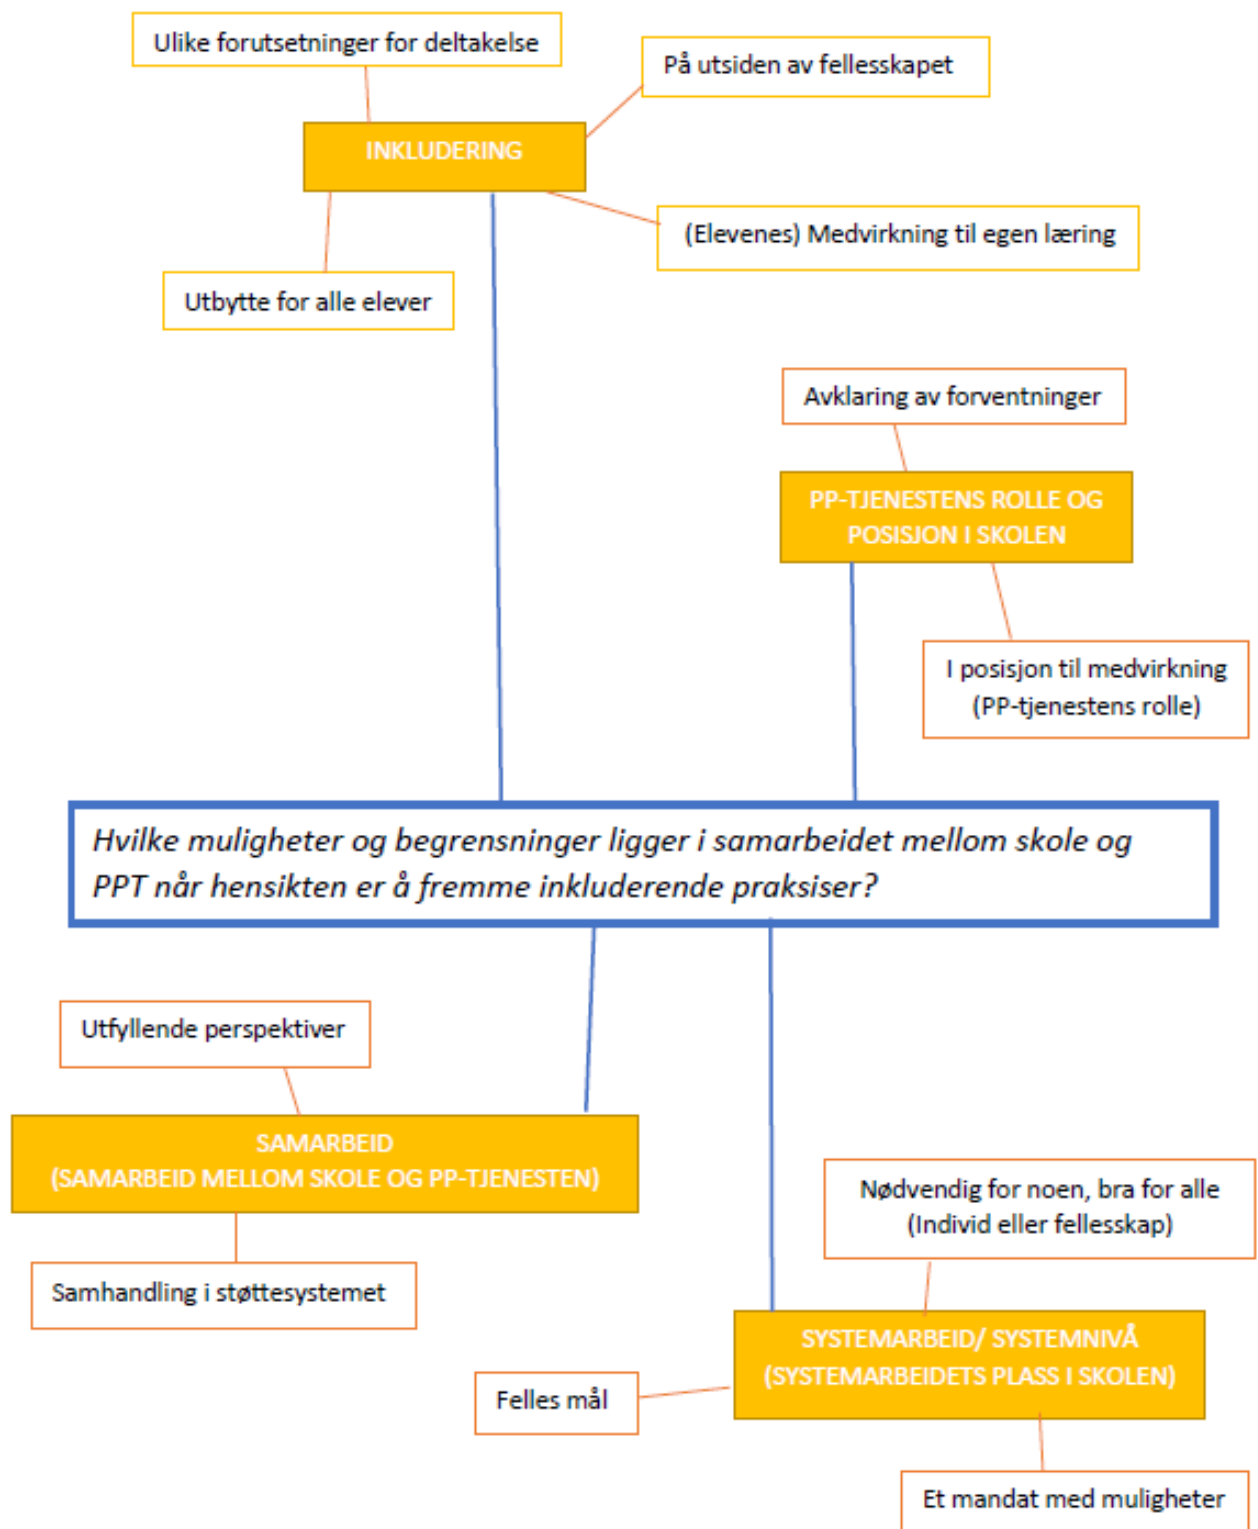 Ulike forutsetninger for deltakelse
På utsiden av fellesskapet
INKLUDERING
(Elevenes) Medvirkning til egen læring
Utbytte for alle elever
Avklaring av forventninger
PP-TJENESTENS ROLLE OG
POSISJON I SKOLEN
I posisjon til medvirkning
(PP-tjenestens rolle)
Hvilke muligheter og begrensninger ligger i samarbeidet mellom skole og
PPT når hensikten er å fremme inkluderende praksiser?
Utfyllende perspektiver
SAMARBEID
(SAMARBEID MELLOM SKOLE OG PP-TJENESTEN)
Samhandling i støttesystemet
Nødvendig for noen, bra for alle
(Individ eller fellesskap)
SYSTEMARBEID/ SYSTEMNIVÅ
(SYSTEMARBEIDETS PLASS I SKOLEN)
Felles mål
Et mandat med muligheter